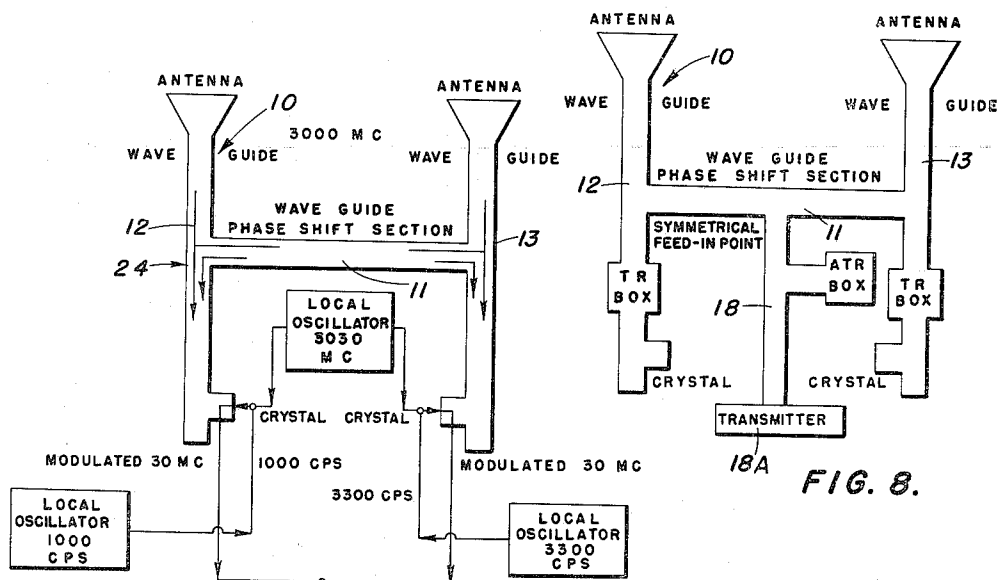 ANTENNA
10
WAVE GUIDE
3000 MC
ANTENNA
WAVE GUIDE
12
WAVE GUIDE
PHASE SHIFT SECTION
13
24
11
LOCAL
OSCILLATOR
3030
MC
CRYSTAL
CRYSTAL
MODULATED 30 MC
1000 CPS
MODULATED 30 MC
3300 CPS
LOCAL
OSCILLATOR
1000
CPS
LOCAL
OSCILLATOR
3300
CPS
ANTENNA
10
WAVE GUIDE
ANTENNA
WAVE GUIDE
12
WAVE GUIDE
PHASE SHIFT SECTION
13
11
SYMMETRICAL
FEED-IN POINT
TR
BOX
18
ATR
BOX
TR
BOX
CRYSTAL
CRYSTAL
TRANSMITTER
18A
FIG. 8.